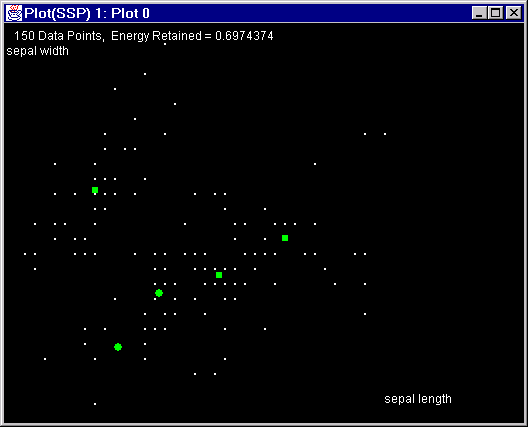 Plot(SSP) 1: Plot 0
150 Data Points, Energy Retained = 0.6974374
sepal width
sepal length